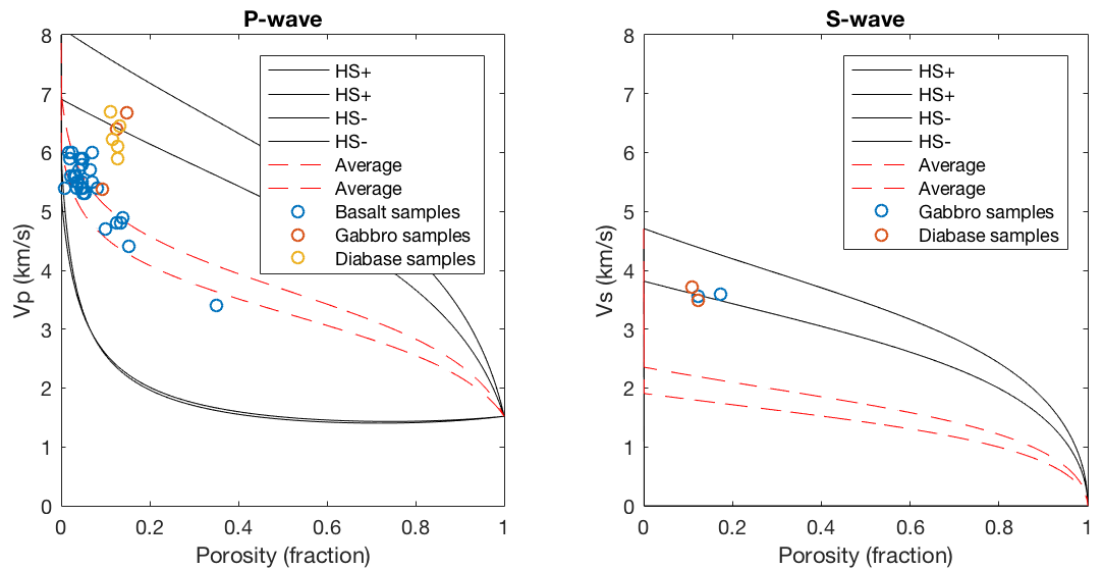 P-wave
8
7
6
5
4
3
2
1
0
Vp (km/s)
HS+
HS+
HS-
HS-
Average
Average
Basalt samples
Gabbro samples
Diabase samples
0 0.2 0.4 0.6 0.8 1
Porosity (fraction)
S-wave
8
7
6
5
4
3
2
1
0
Vs (km/s)
HS+
HS+
HS-
HS-
Average
Average
Gabbro samples
Diabase samples
0 0.2 0.4 0.6 0.8 1
Porosity (fraction)